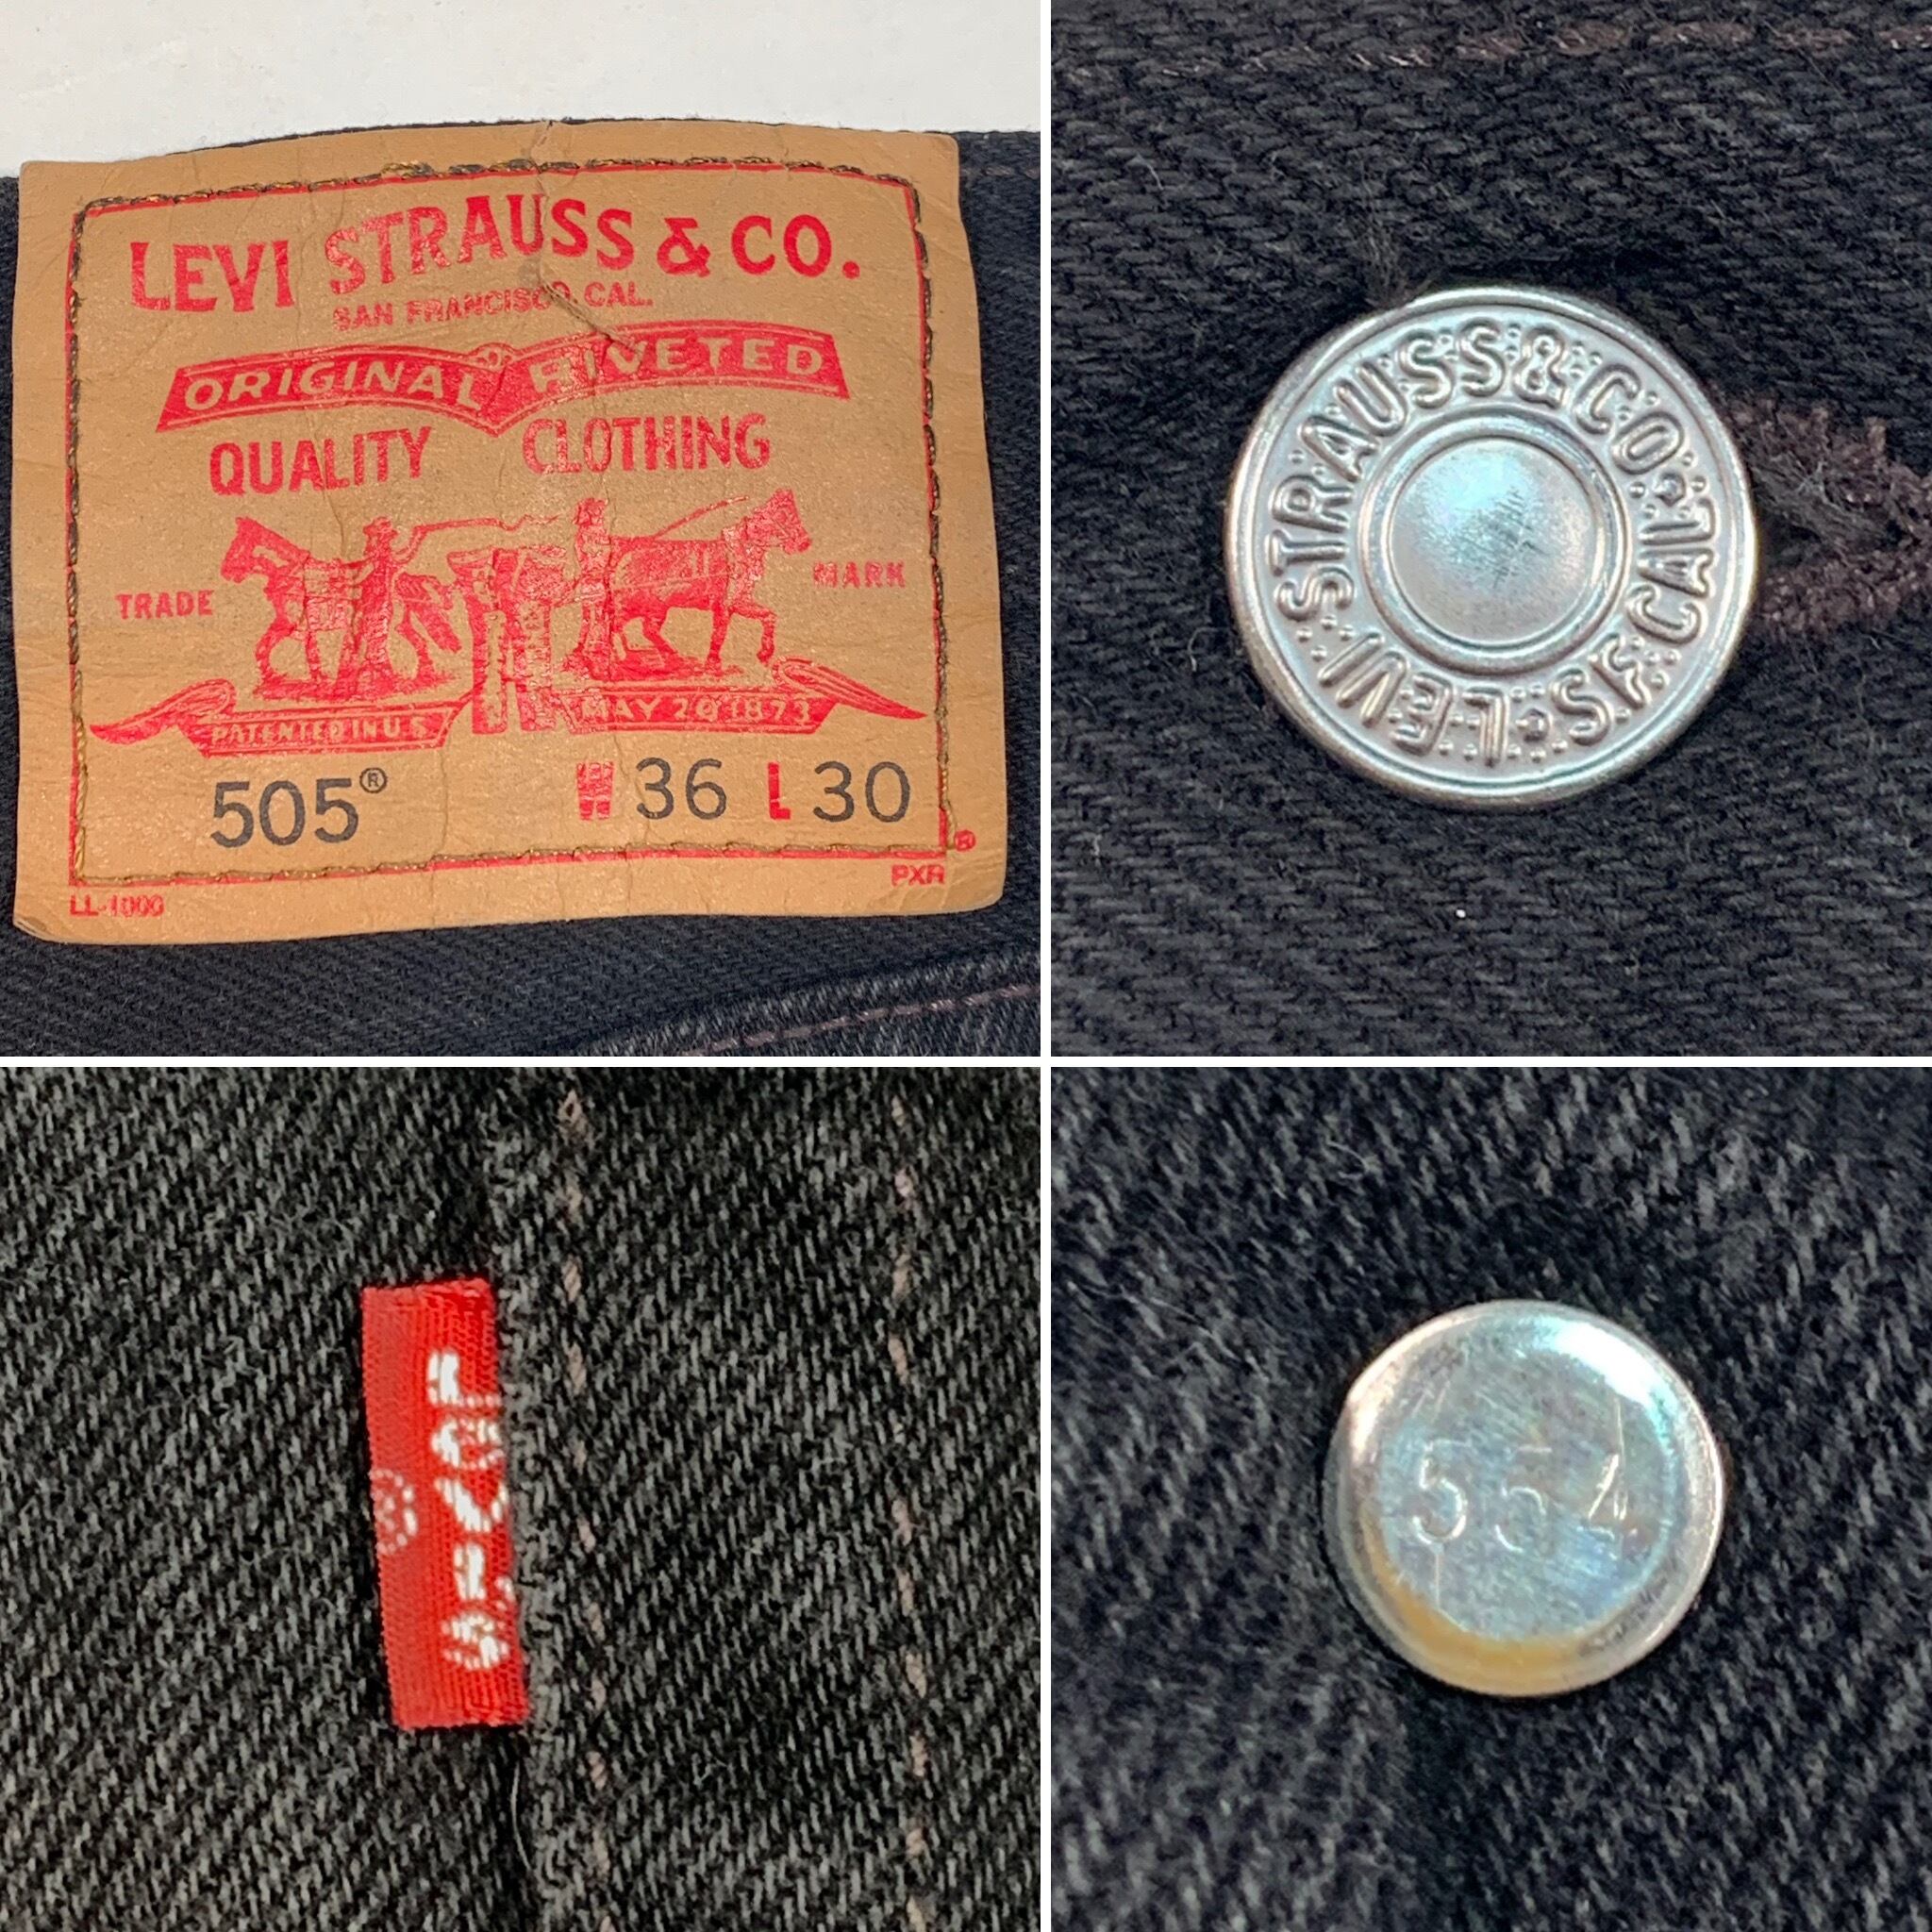 LEVI STRAUSS & CO.
SAN FRANCISCO, CAL.
ORIGINAL RIVETED
QUALITY CLOTHING
TRADE MARK
PATENTED IN U.S. MAY 20 1873
505® W 36 L 30
®
LL-1000 PXR
LEVI STRAUSS & CO S.F. CAL
LEVI'S
®
554